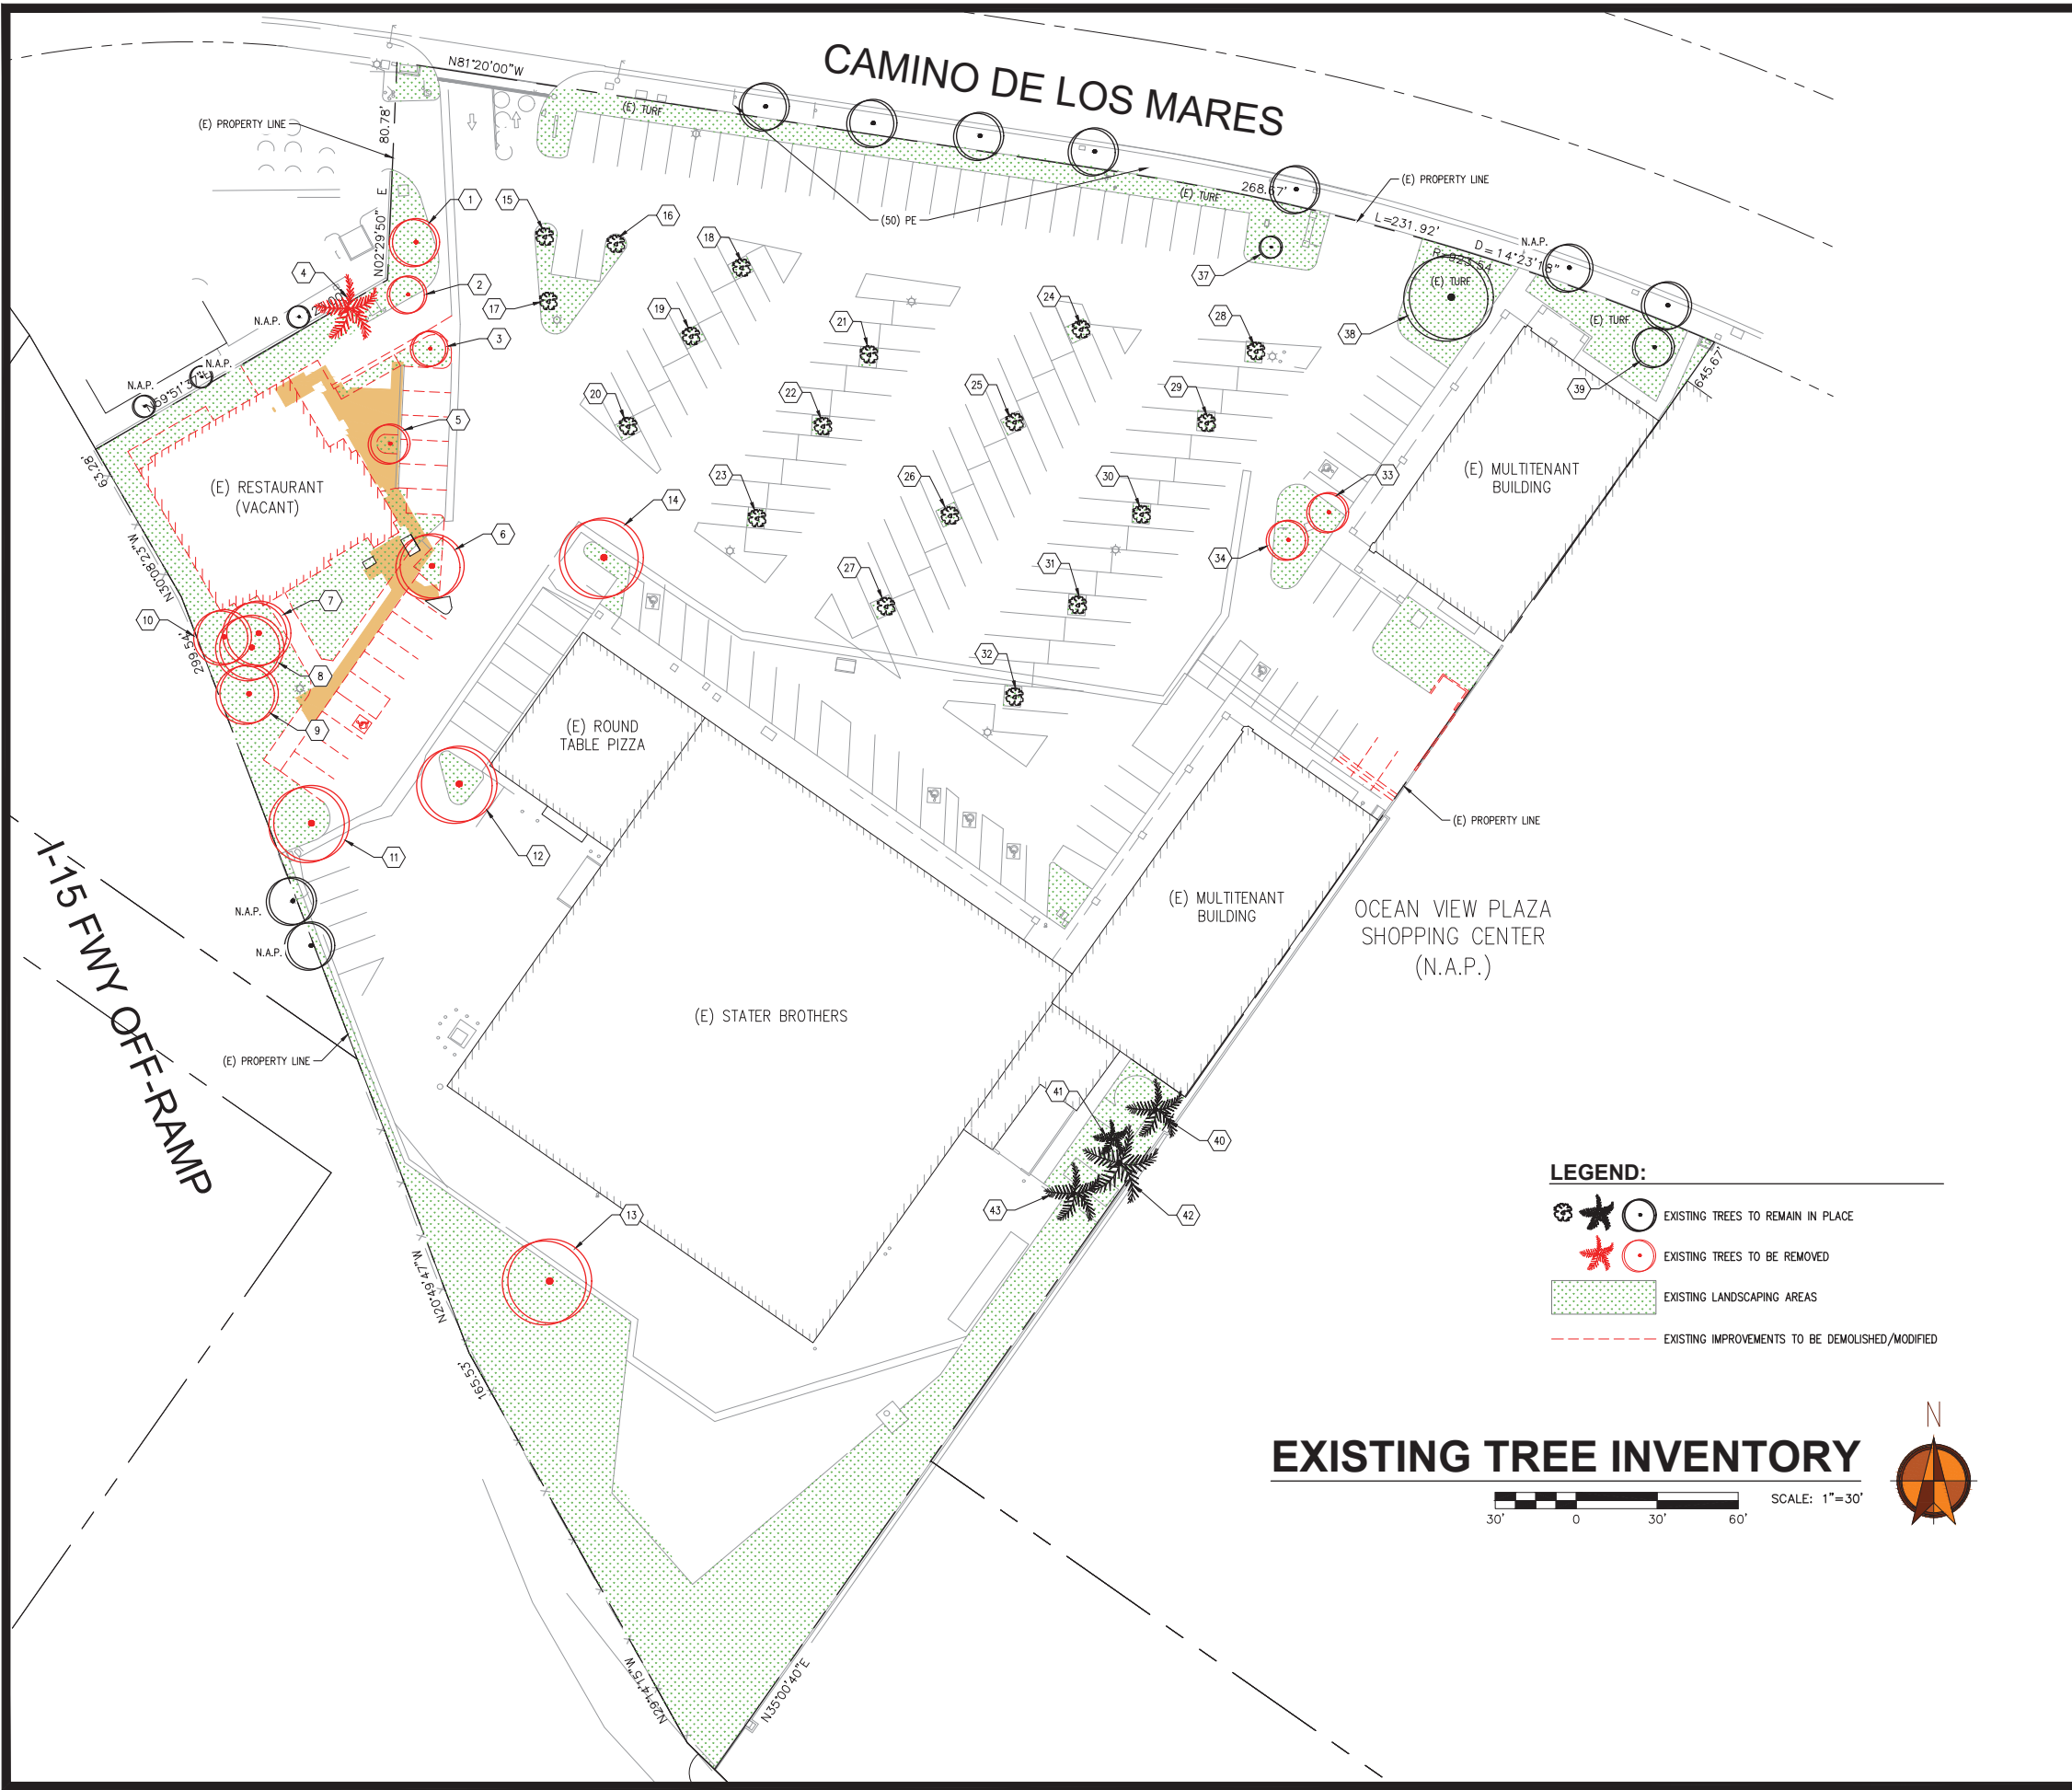 CAMINO DE LOS MARES
N81°20'00"W
(E) TURF
(E) PROPERTY LINE
80.78'
N02°29'50" E
1
15
16
(50) PE
(E) TURF
268.67'
(E) PROPERTY LINE
L=231.92'
D=14°23'18"
R=923.54'
N.A.P.
(E) TURF
18
37
4
2
17
19
21
24
28
38
(E) TURF
N.A.P.
3
N.A.P.
N.A.P.
N59°51'37"E
645.67'
39
20
22
25
29
5
63.28'
(E) RESTAURANT
(VACANT)
23
26
30
33
(E) MULTITENANT
BUILDING
14
6
34
N30°08'23"W
27
31
10
7
299.54'
8
32
9
(E) ROUND
TABLE PIZZA
(E) PROPERTY LINE
11
12
I-15 FWY OFF-RAMP
N.A.P.
N.A.P.
(E) MULTITENANT
BUILDING
OCEAN VIEW PLAZA
SHOPPING CENTER
(N.A.P.)
(E) STATER BROTHERS
(E) PROPERTY LINE
41
40
43
42
13
N20°49'47"W
165.53'
N29°14'15"W
N35°00'40"E
LEGEND:
EXISTING TREES TO REMAIN IN PLACE
EXISTING TREES TO BE REMOVED
EXISTING LANDSCAPING AREAS
EXISTING IMPROVEMENTS TO BE DEMOLISHED/MODIFIED
EXISTING TREE INVENTORY
N
SCALE: 1"=30'
30'
0
30'
60'